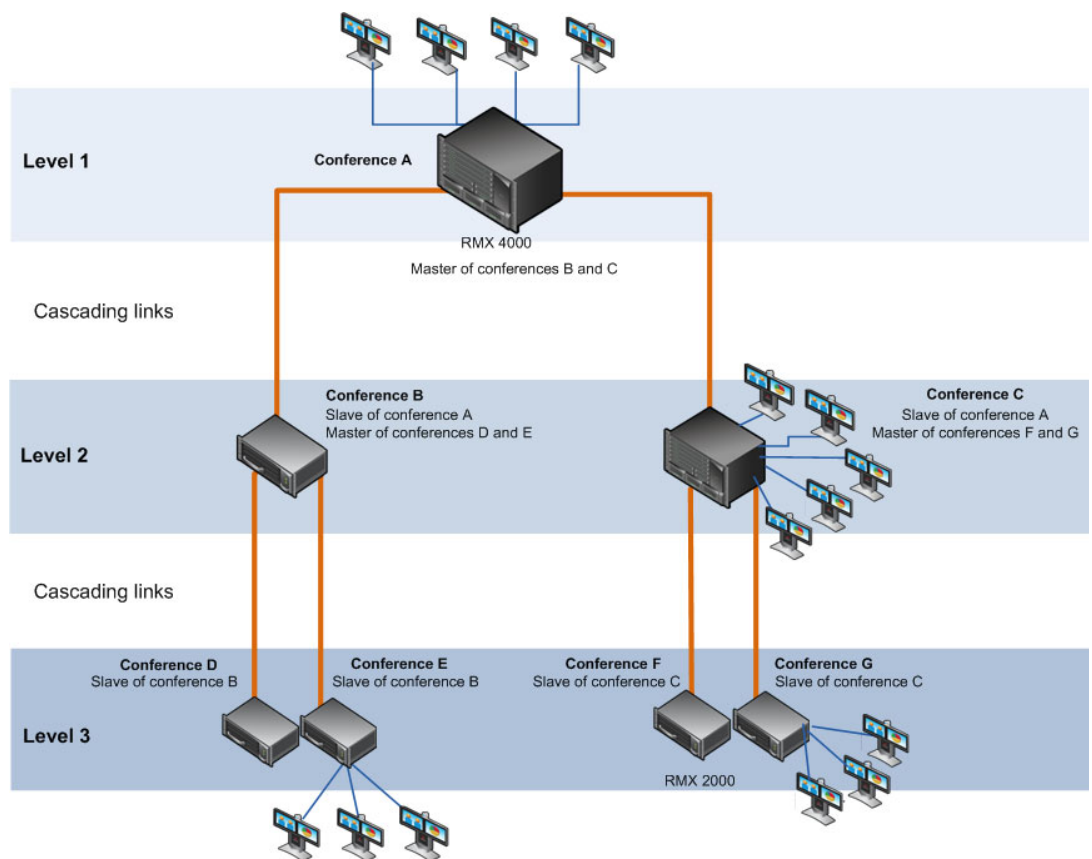 Level 1
Conference A
RMX 4000
Master of conferences B and C
Cascading links
Conference B
Slave of conference A
Master of conferences D and E
Conference C
Slave of conference A
Master of conferences F and G
Level 2
Cascading links
Conference D
Slave of conference B
Conference E
Slave of conference B
Conference F
Slave of conference C
Conference G
Slave of conference C
Level 3
RMX 2000